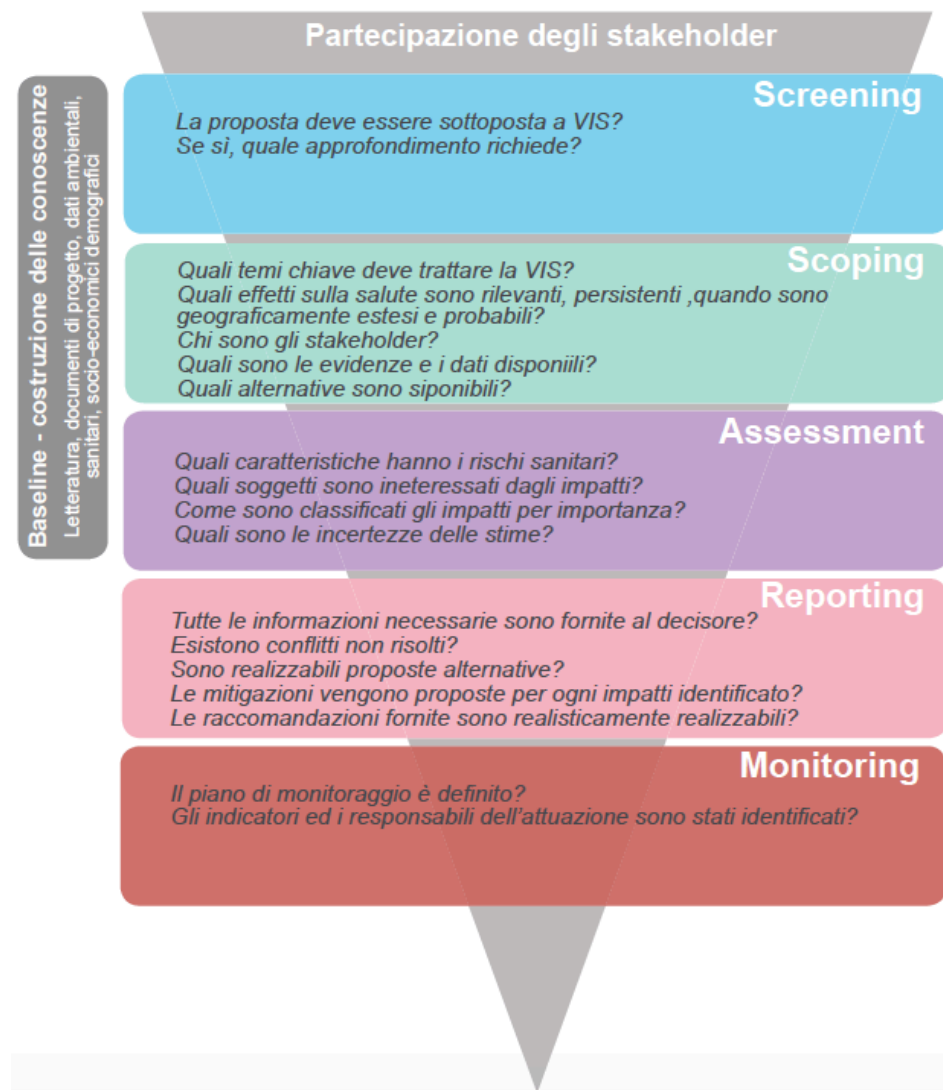 Partecipazione degli stakeholder
Baseline - costruzione delle conoscenze
Letteratura, documenti di progetto, dati ambientali,
sanitari, socio-economici demografici
Screening
La proposta deve essere sottoposta a VIS?
Se sì, quale approfondimento richiede?
Scoping
Quali temi chiave deve trattare la VIS?
Quali effetti sulla salute sono rilevanti, persistenti ,quando sono
geograficamente estesi e probabili?
Chi sono gli stakeholder?
Quali sono le evidenze e i dati disponiili?
Quali alternative sono siponibili?
Assessment
Quali caratteristiche hanno i rischi sanitari?
Quali soggetti sono ineteressati dagli impatti?
Come sono classificati gli impatti per importanza?
Quali sono le incertezze delle stime?
Reporting
Tutte le informazioni necessarie sono fornite al decisore?
Esistono conflitti non risolti?
Sono realizzabili proposte alternative?
Le mitigazioni vengono proposte per ogni impatti identificato?
Le raccomandazioni fornite sono realisticamente realizzabili?
Monitoring
Il piano di monitoraggio è definito?
Gli indicatori ed i responsabili dell'attuazione sono stati identificati?